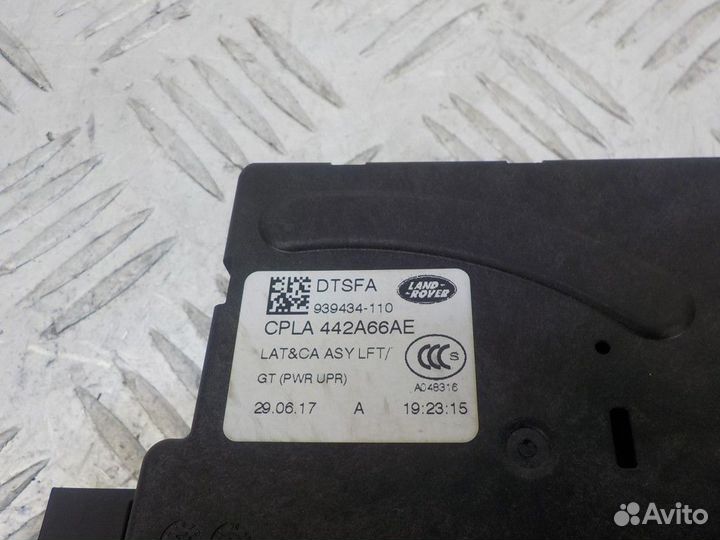 DTSFA
LAND-
-ROVER
939434-110
CPLA 442A66AE
LAT&CA ASY LFT/
GT (PWR UPR)
CCC S
A048316
29.06.17 A 19:23:15
Avito